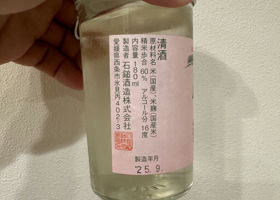 清酒
原材料名 米(国産)、米麹(国産米)
精米歩合 60% アルコール分 16度
内容量 180ml
製造者 石鎚酒造株式会社
愛媛県西条市氷見丙402-3
製造年月
'25.9.